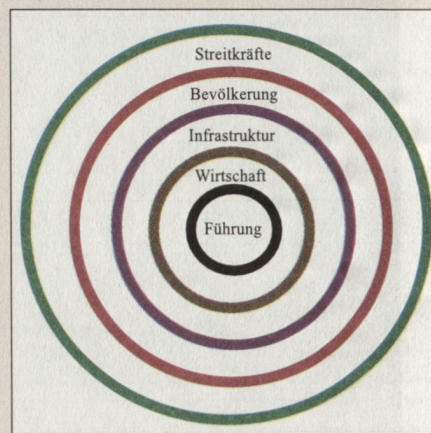 Streitkräfte
Bevölkerung
Infrastruktur
Wirtschaft
Führung